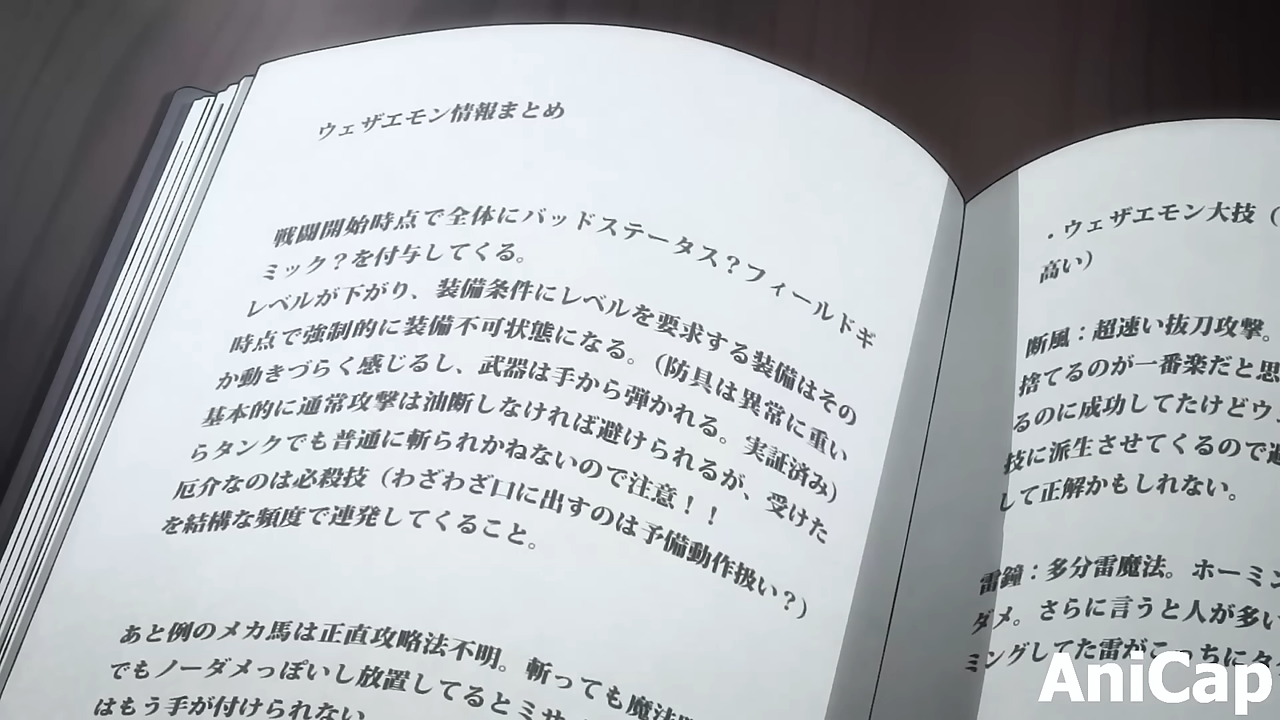 ウェザエモン情報まとめ
戦闘開始時点で全体にバッドステータス？フィールドギ
ミック？を付与してくる。
レベルが下がり、装備条件にレベルを要求する装備はその
時点で強制的に装備不可状態になる。（防具は異常に重い
か動きづらく感じるし、武器は手から弾かれる。実証済み）
基本的に通常攻撃は油断しなければ避けられるが、受けた
らタンクでも普通に斬られかねないので注意！！
厄介なのは必殺技（わざわざ口に出すのは予備動作扱い？）
を結構な頻度で連発してくること。
あと例のメカ馬は正直攻略法不明。斬っても魔法
でもノーダメっぽいし放置してるとミサ
はもう手が付けられない
・ウェザエモン大技（
高い）
断風：超速い抜刀攻撃。
捨てるのが一番楽だと思
るのに成功してたけどウ
技に派生させてくるので
して正解かもしれない。
雷鐘：多分雷魔法。ホーミン
ダメ。さらに言うと人が多い
ミングしてた雷がこっちにタ
AniCap